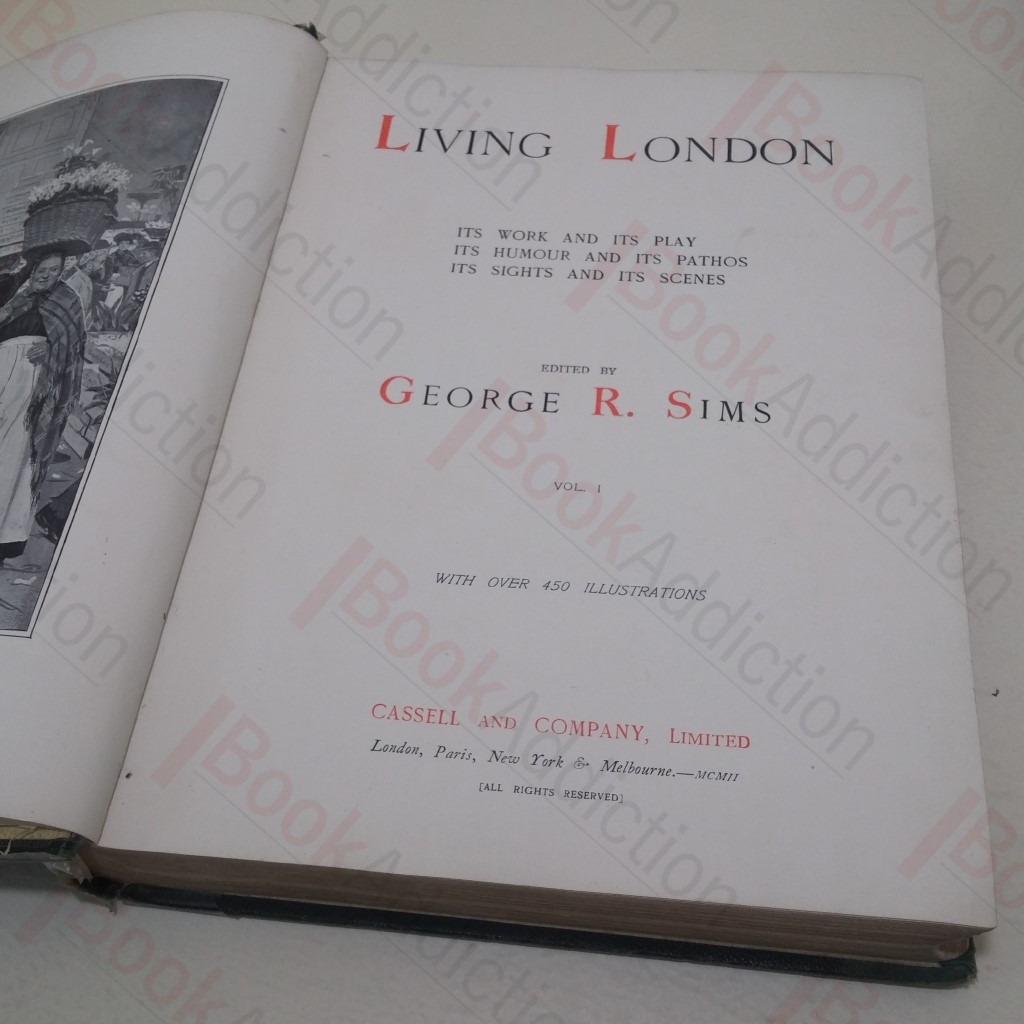 LIVING LONDON
ITS WORK AND ITS PLAY
ITS HUMOUR AND ITS PATHOS
ITS SIGHTS AND ITS SCENES
EDITED BY
GEORGE R. SIMS
VOL. I
WITH OVER 450 ILLUSTRATIONS
CASSELL AND COMPANY, LIMITED
London, Paris, New York & Melbourne.—MCMII
[ALL RIGHTS RESERVED]
BookAddiction